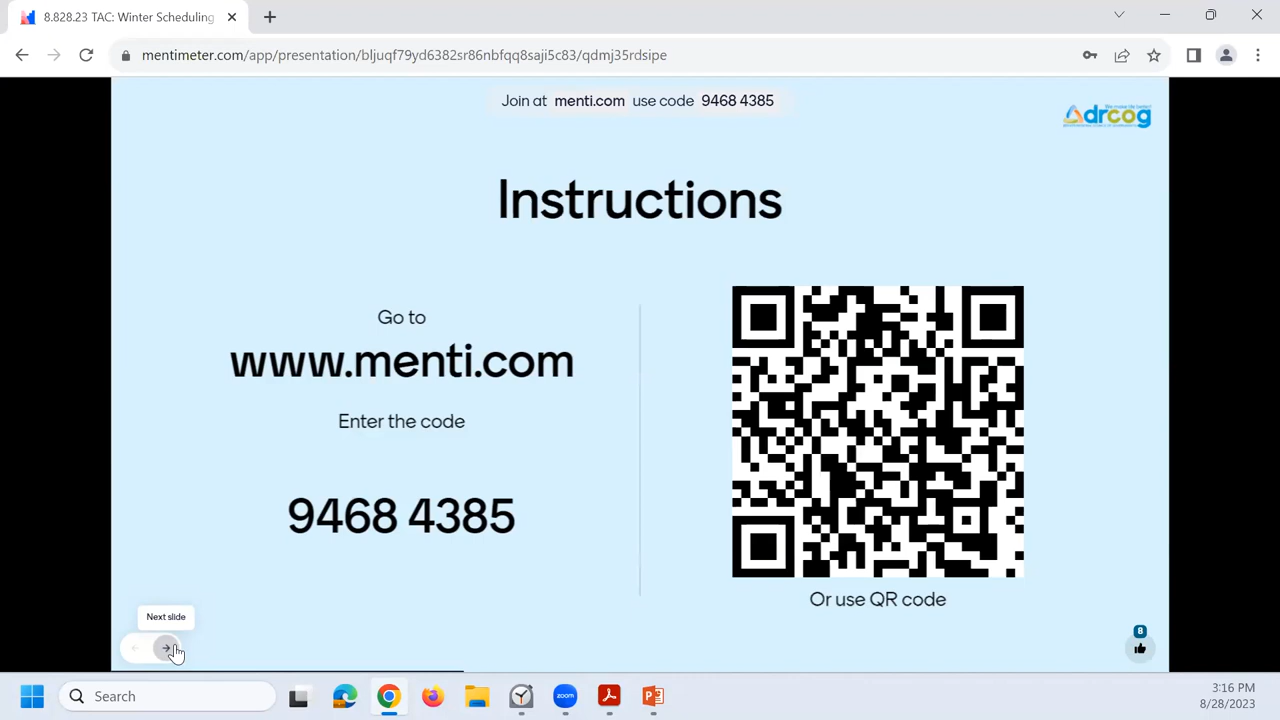 8.828.23 TAC: Winter Scheduling
mentimeter.com/app/presentation/bljuqf79yd6382sr86nbfqq8saji5c83/qdmj35rdsipe
Join at menti.com use code 9468 4385
drcog
Instructions
Go to
www.menti.com
Enter the code
9468 4385
Or use QR code
Next slide
8
Search
zoom
3:16 PM
8/28/2023